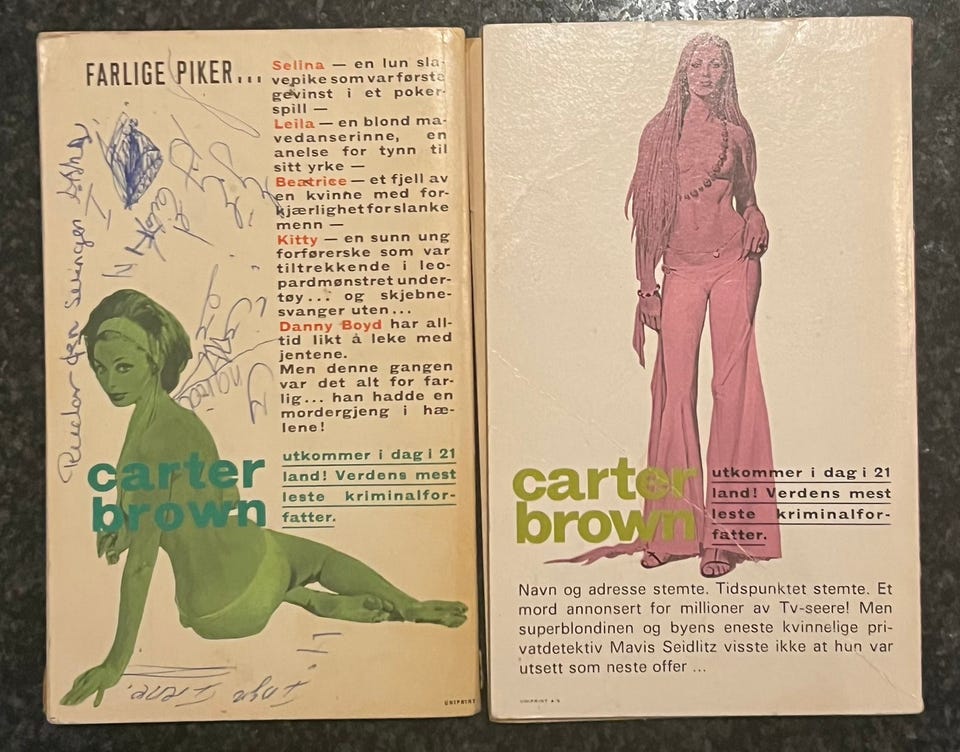 FARLIGE PIKER...
Selina — en lun sla-
vepike som var første
gevinst i et poker-
spill —
Leila — en blond ma-
vedanserinne, en
anelse for tynn til
sitt yrke —
Beatrice — et fjell av
en kvinne med for-
kjærlighet for slanke
menn —
Kitty — en sunn ung
forførerske som var
tiltrekkende i leo-
pardmønstret under-
tøy... og skjebne-
svanger uten...
Danny Boyd har all-
tid likt å leke med
jentene.
Men denne gangen
var det alt for far-
lig... han hadde en
mordergjeng i hæ-
lene!
carter
brown
utkommer i dag i 21
land! Verdens mest
leste kriminalfor-
fatter.
Inga
Irene.
UNIPRINT
carter
brown
utkommer i dag i 21
land! Verdens mest
leste kriminalfor-
fatter.
Navn og adresse stemte. Tidspunktet stemte. Et
mord annonsert for millioner av Tv-seere! Men
superblondinen og byens eneste kvinnelige pri-
vatdetektiv Mavis Seidlitz visste ikke at hun var
utsett som neste offer ...
UNIPRINT A/S